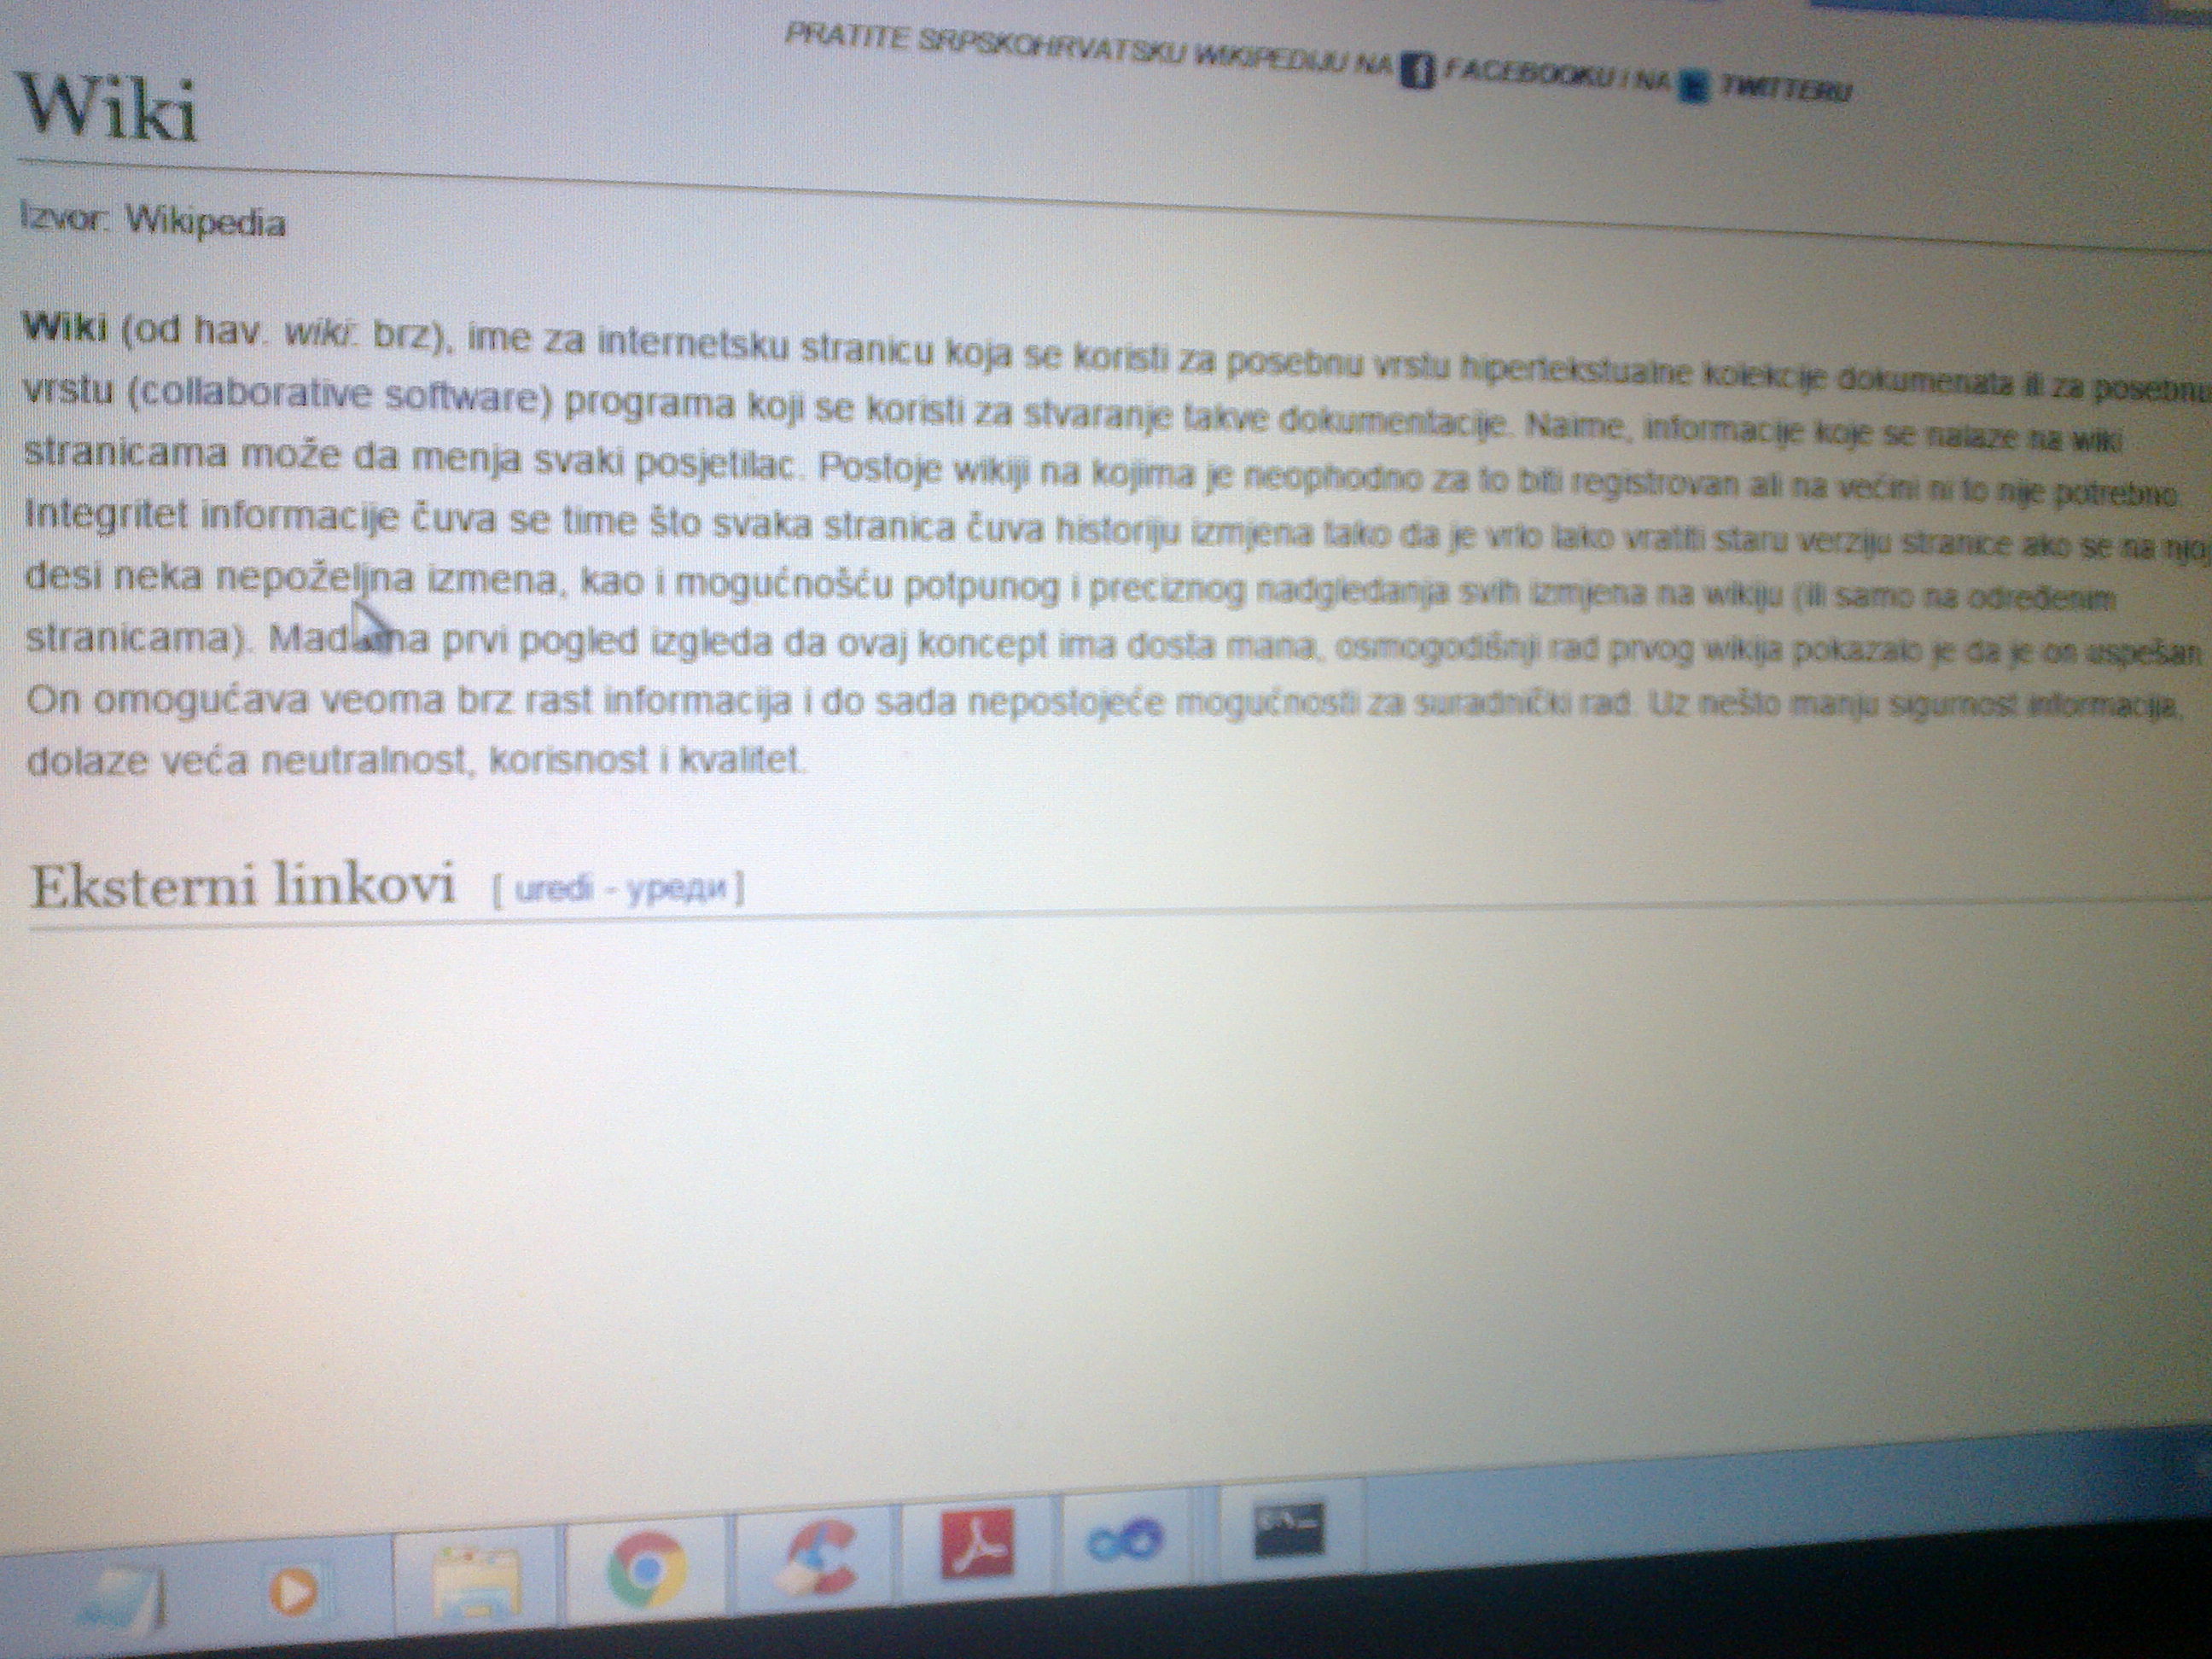 PRATITE SRPSKOHRVATSKU WIKIPEDIJU NA f FACEBOOKU I NA TWITTERU
Wiki
Izvor: Wikipedia
Wiki (od hav. wiki: brz), ime za internetsku stranicu koja se koristi za posebnu vrstu hipertekstualne kolekcije dokumenata ili za posebnu
vrstu (collaborative software) programa koji se koristi za stvaranje takve dokumentacije. Naime, informacije koje se nalaze na wiki
stranicama može da menja svaki posjetilac. Postoje wikiji na kojima je neophodno za to biti registrovan ali na većini ni to nije potrebno.
Integritet informacije čuva se time što svaka stranica čuva historiju izmjena tako da je vrlo lako vratiti staru verziju stranice ako se na njoj
desi neka nepoželjna izmena, kao i mogućnošću potpunog i preciznog nadgledanja svih izmjena na wikiju (ili samo na određenim
stranicama). Mada na prvi pogled izgleda da ovaj koncept ima dosta mana, osmogodišnji rad prvog wikija pokazalo je da je on uspešan.
On omogućava veoma brz rast informacija i do sada nepostojeće mogućnosti za suradnički rad. Uz nešto manju sigurnost informacija,
dolaze veća neutralnost, korisnost i kvalitet.
Eksterni linkovi [ uredi - уреди ]